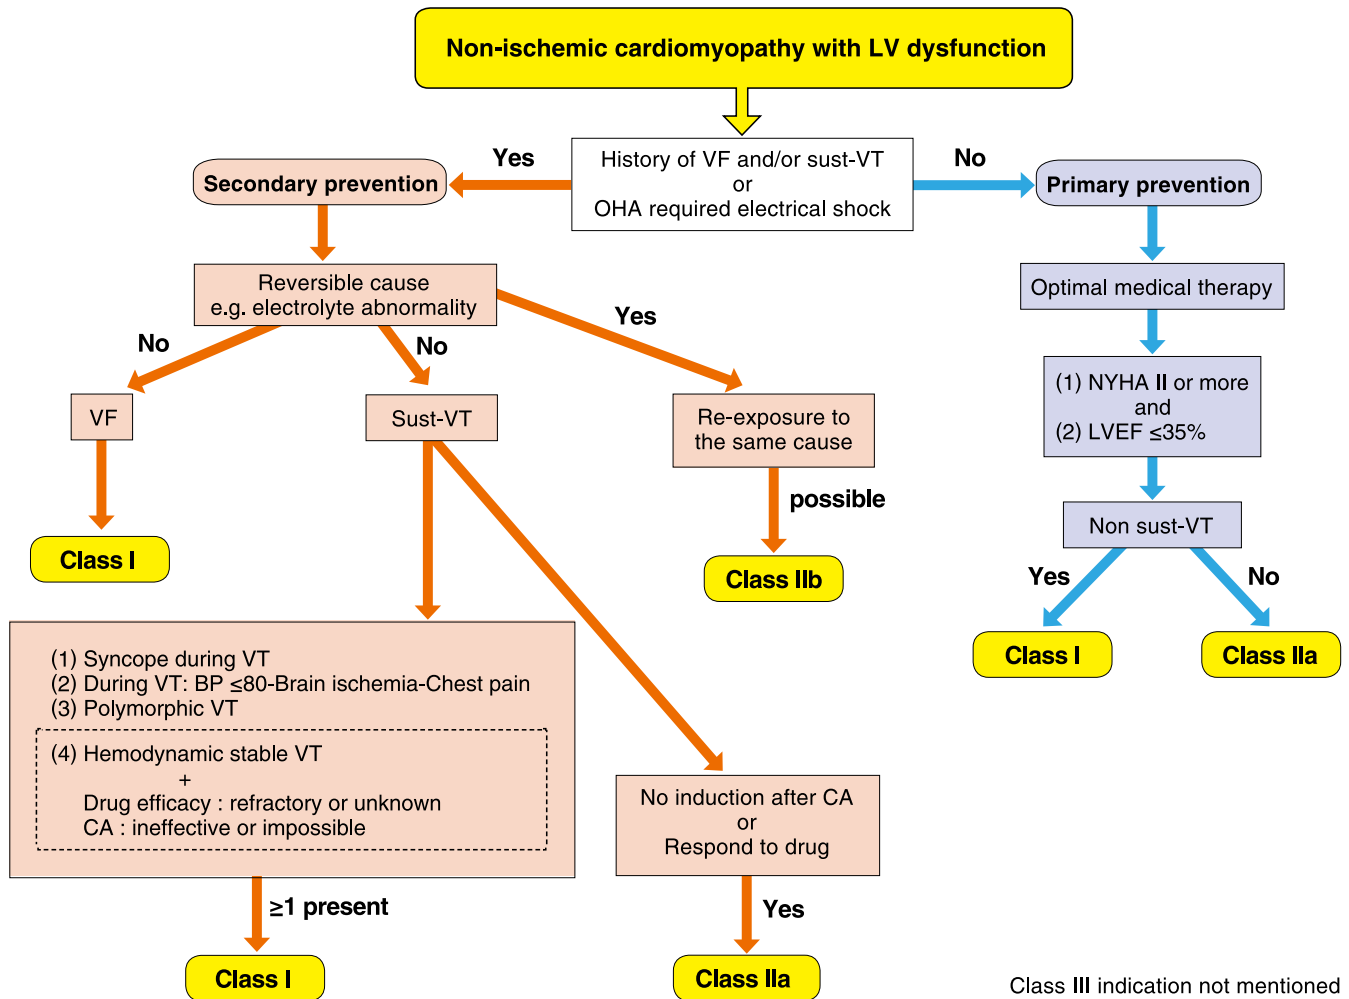 Non-ischemic cardiomyopathy with LV dysfunction
History of VF and/or sust-VT
or
OHA required electrical shock
Yes
No
Secondary prevention
Primary prevention
Reversible cause
e.g. electrolyte abnormality
Optimal medical therapy
No
No
Yes
VF
Sust-VT
Re-exposure to
the same cause
(1) NYHA II or more
and
(2) LVEF ≤35%
possible
Non sust-VT
Class I
Class IIb
Yes
No
Class I
Class IIa
(1) Syncope during VT
(2) During VT: BP ≤80-Brain ischemia-Chest pain
(3) Polymorphic VT
(4) Hemodynamic stable VT
+
Drug efficacy : refractory or unknown
CA : ineffective or impossible
No induction after CA
or
Respond to drug
≥1 present
Yes
Class I
Class IIa
Class III indication not mentioned